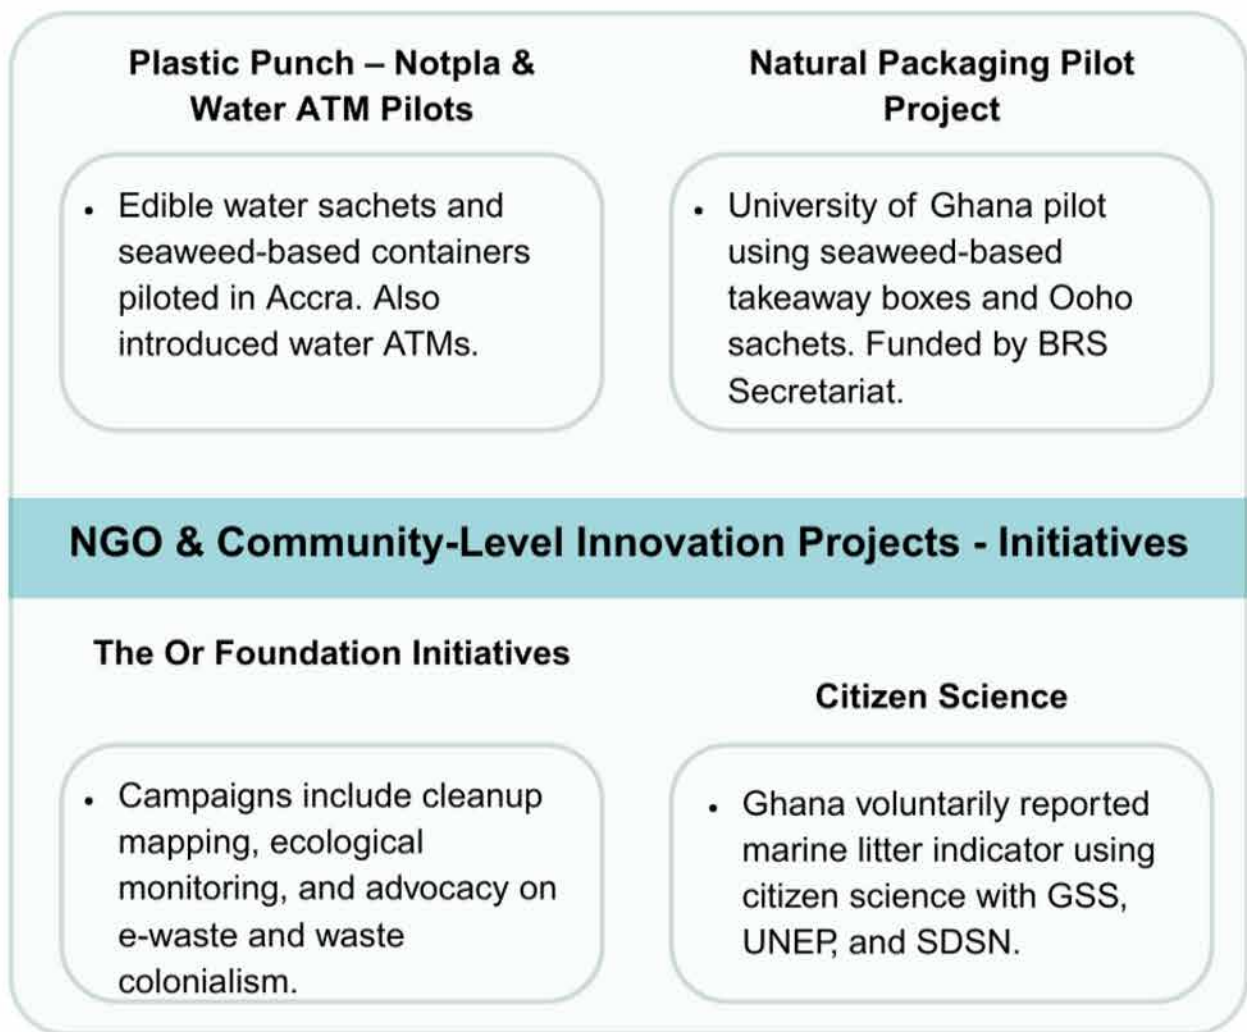 Plastic Punch – Notpla &
Water ATM Pilots
• Edible water sachets and
seaweed-based containers
piloted in Accra. Also
introduced water ATMs.
Natural Packaging Pilot
Project
• University of Ghana pilot
using seaweed-based
takeaway boxes and Ooho
sachets. Funded by BRS
Secretariat.
NGO & Community-Level Innovation Projects - Initiatives
The Or Foundation Initiatives
• Campaigns include cleanup
mapping, ecological
monitoring, and advocacy on
e-waste and waste
colonialism.
Citizen Science
• Ghana voluntarily reported
marine litter indicator using
citizen science with GSS,
UNEP, and SDSN.